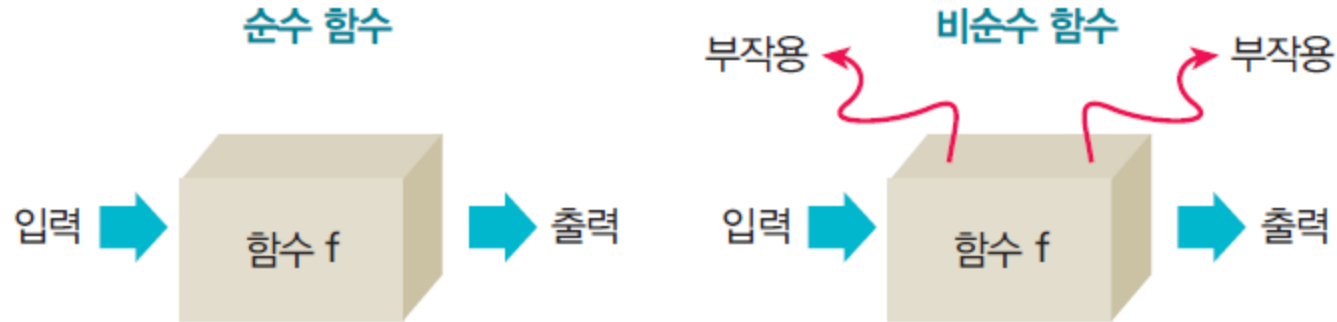 순수 함수
입력
함수 f
출력
비순수 함수
부작용
부작용
입력
함수 f
출력